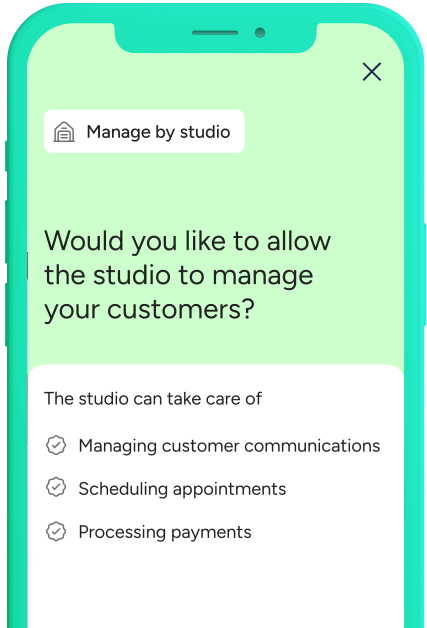 Manage by studio
Would you like to allow
the studio to manage
your customers?
The studio can take care of
Managing customer communications
Scheduling appointments
Processing payments